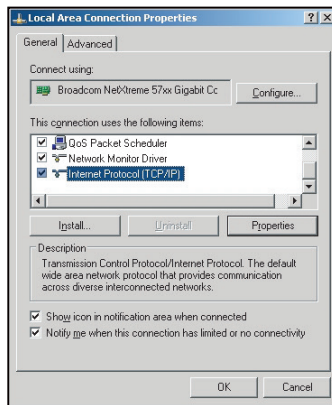 Local Area Connection Properties
General Advanced
Connect using:
Broadcom NetXtreme 57xx Gigabit Cc Configure...
This connection uses the following items:
QoS Packet Scheduler
Network Monitor Driver
Internet Protocol (TCP/IP)
Install... Uninstall Properties
Description
Transmission Control Protocol/Internet Protocol. The default
wide area network protocol that provides communication
across diverse interconnected networks.
Show icon in notification area when connected
Notify me when this connection has limited or no connectivity
OK Cancel